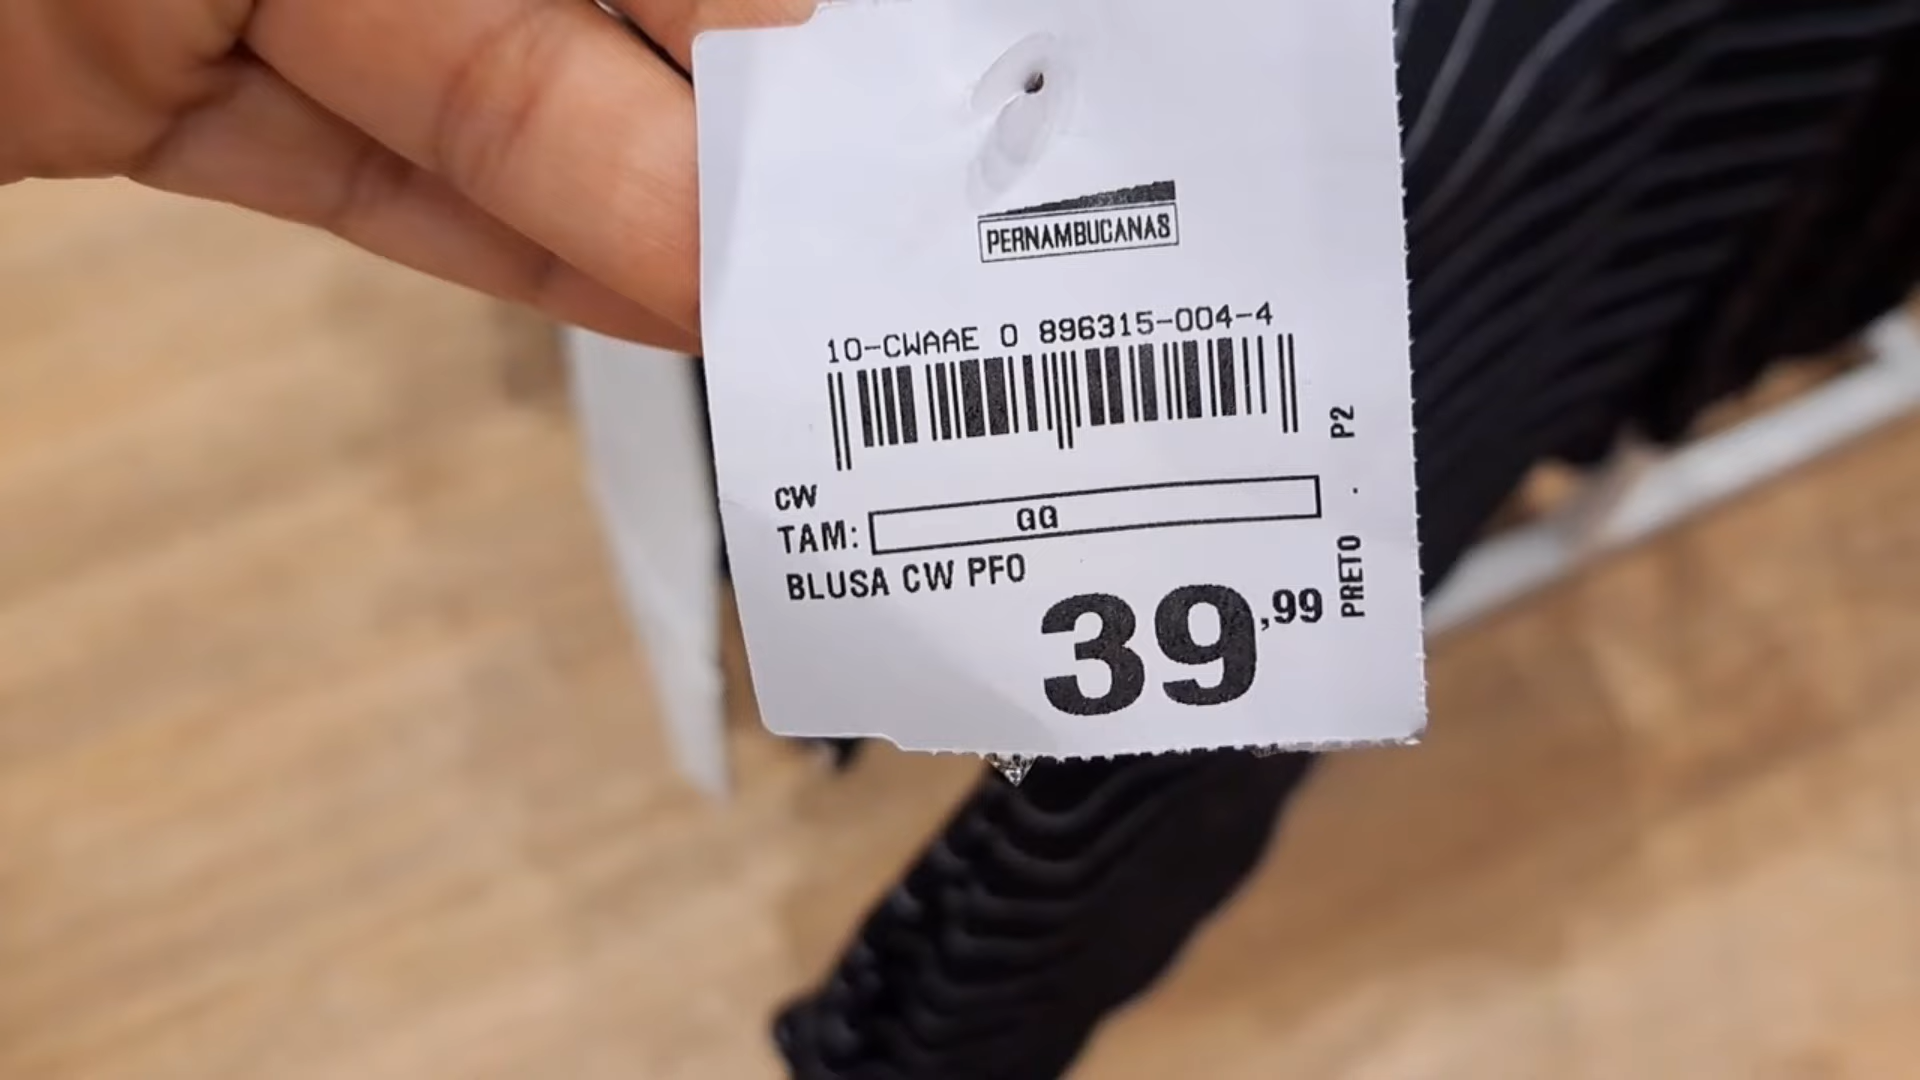 PERNAMBUCANAS
10-CWAAE 0 896315-004-4
CW
TAM: GG
BLUSA CW PFO
39,99
PRETO . P2